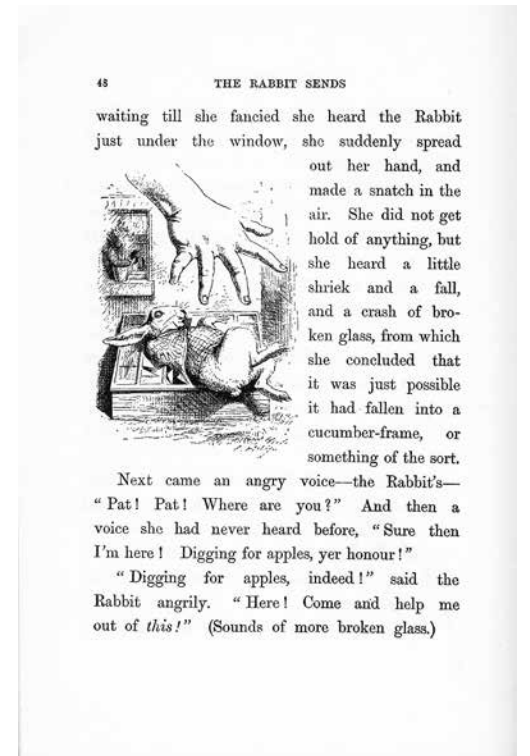 48 THE RABBIT SENDS
waiting till she fancied she heard the Rabbit
just under the window, she suddenly spread
out her hand, and
made a snatch in the
air. She did not get
hold of anything, but
she heard a little
shriek and a fall,
and a crash of bro-
ken glass, from which
she concluded that
it was just possible
it had fallen into a
cucumber-frame, or
something of the sort.
Next came an angry voice—the Rabbit's—
"Pat! Pat! Where are you?" And then a
voice she had never heard before, "Sure then
I'm here! Digging for apples, yer honour!"
"Digging for apples, indeed!" said the
Rabbit angrily. "Here! Come and help me
out of this!" (Sounds of more broken glass.)